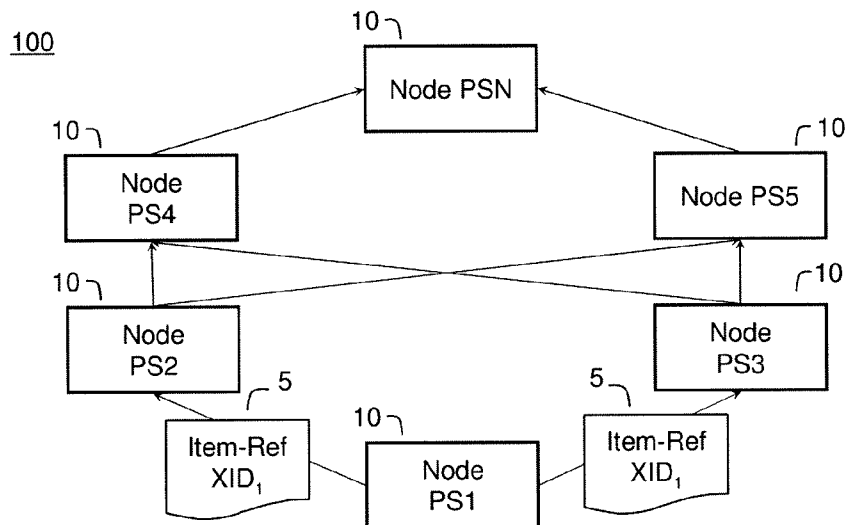 100
10
Node PSN
10
Node
PS4
10
Node PS5
10
Node
PS2
10
Node
PS3
5
Item-Ref
XID₁
10
Node
PS1
5
Item-Ref
XID₁